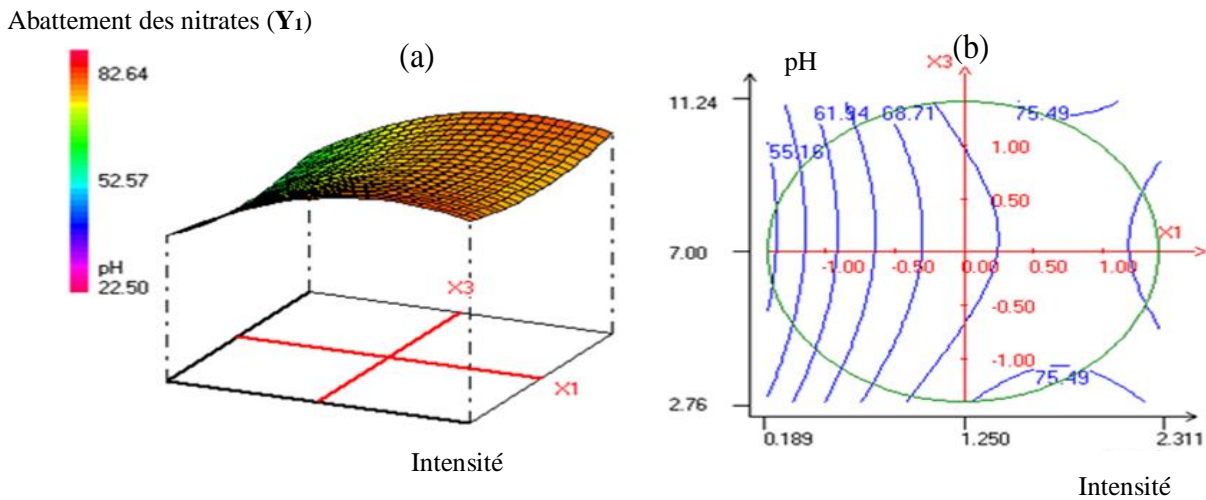 Abattement des nitrates (Y₁)
(a)
82.64
52.57
pH
22.50
X3
X1
Intensité
(b)
pH
X3
11.24
61.94 68.71
75.49
55.16
1.00
0.50
X1
7.00
-1.00 -0.50 0.00 0.50 1.00
-0.50
-1.00
75.49
2.76
0.189 1.250 2.311
Intensité